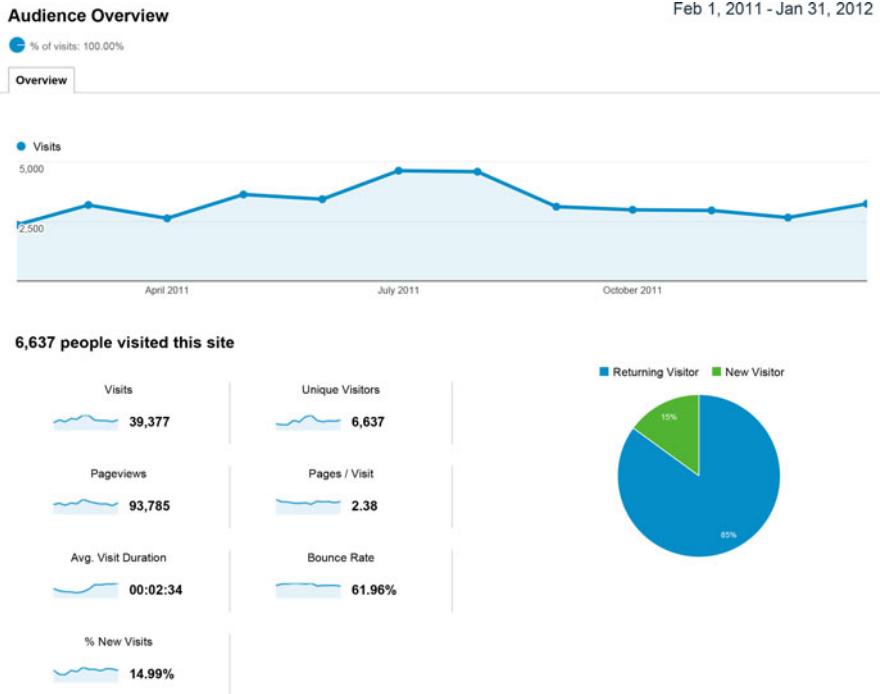 Audience Overview
Feb 1, 2011 - Jan 31, 2012
% of visits: 100.00%
Overview
Visits
5,000
2,500
April 2011
July 2011
October 2011
6,637 people visited this site
Visits
39,377
Unique Visitors
6,637
Pageviews
93,785
Pages / Visit
2.38
Avg. Visit Duration
00:02:34
Bounce Rate
61.96%
% New Visits
14.99%
Returning Visitor
New Visitor
15%
85%